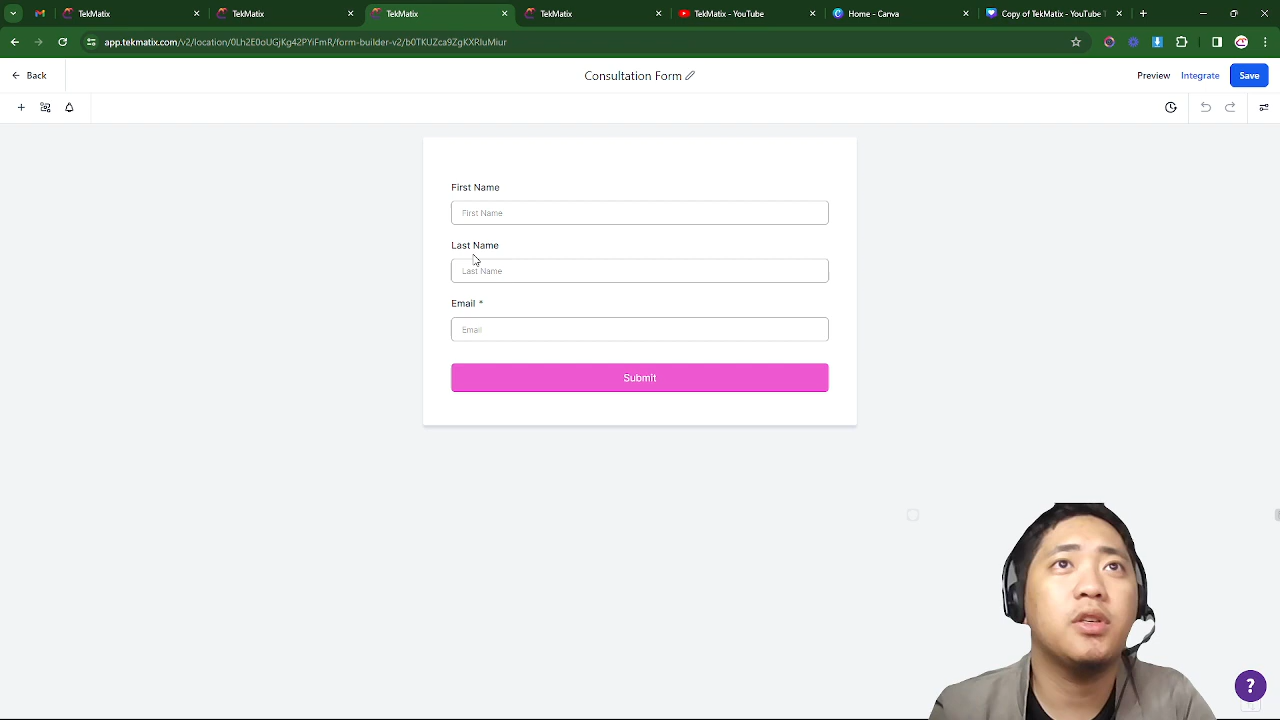 TekMatix
TekMatix
TekMatix
TekMatix
TekMatix - YouTube
Home - Canva
Copy of TekMatix - YouTube
app.tekmatix.com/v2/location/0Lh2E0oUGjKg42PYiFmR/form-builder-v2/b0TKUZca9ZgKXRIuMiur
Back
Consultation Form
Preview
Integrate
Save
First Name
First Name
Last Name
Last Name
Email *
Email
Submit
?